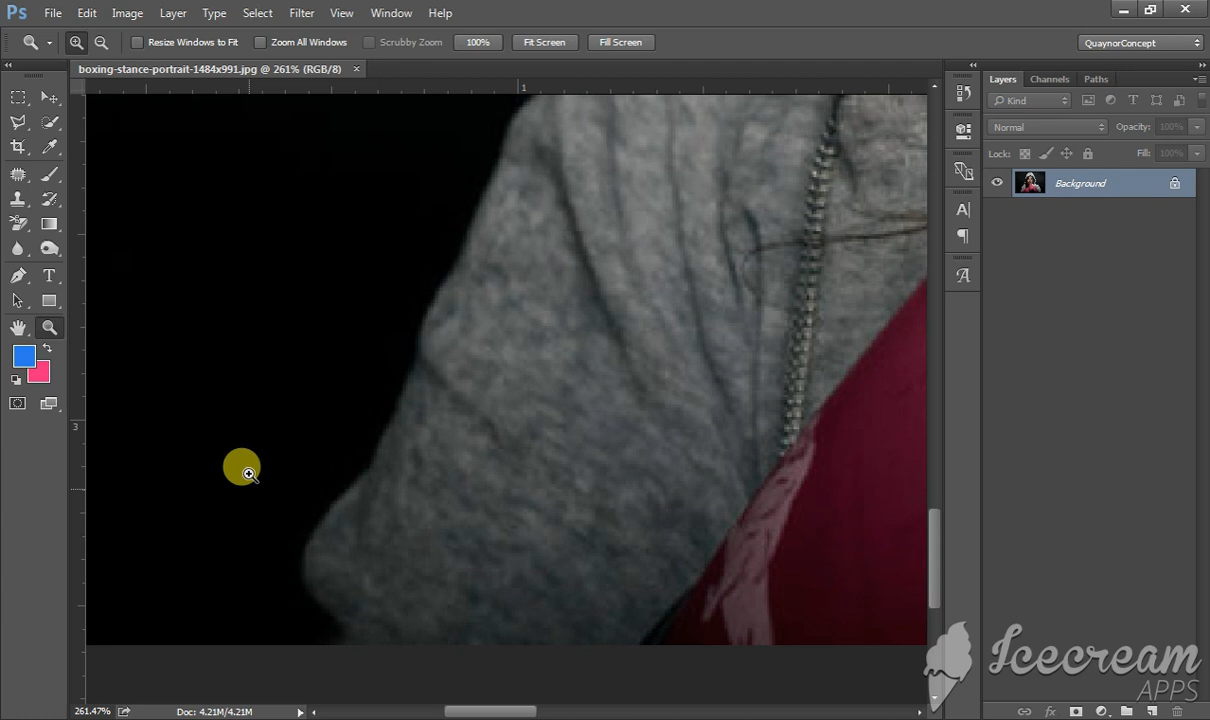 Ps File Edit Image Layer Type Select Filter View Window Help
Resize Windows to Fit Zoom All Windows Scrubby Zoom 100% Fit Screen Fill Screen QuaynorConcept
boxing-stance-portrait-1484x991.jpg @ 261% (RGB/8) ×
Layers Channels Paths
Kind
Normal Opacity: 100%
Lock: Fill: 100%
Background
1
3
Icecream
APPS
261.47% Doc: 4.21M/4.21M